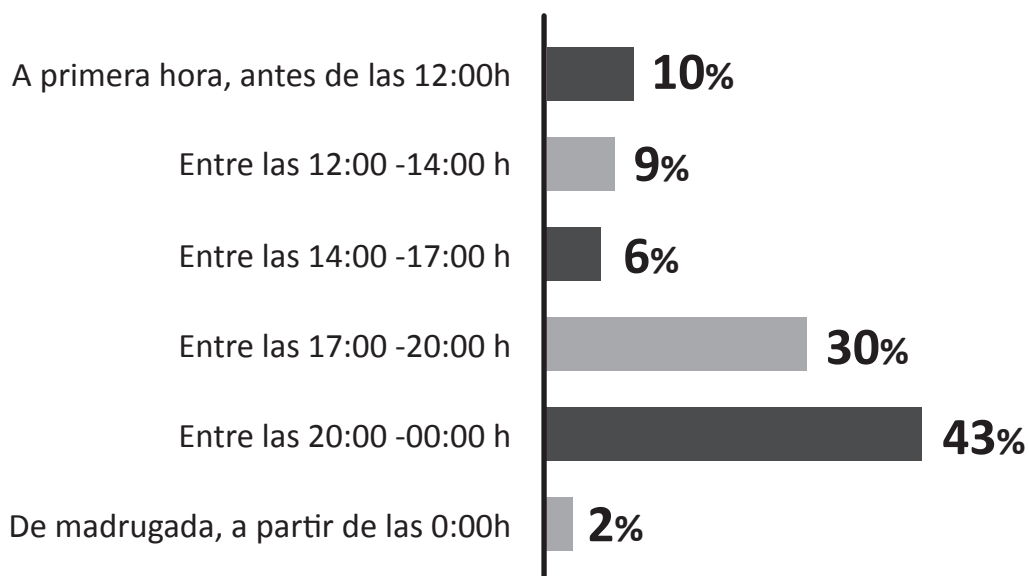 A primera hora, antes de las 12:00h 10%
Entre las 12:00 -14:00 h 9%
Entre las 14:00 -17:00 h 6%
Entre las 17:00 -20:00 h 30%
Entre las 20:00 -00:00 h 43%
De madrugada, a partir de las 0:00h 2%